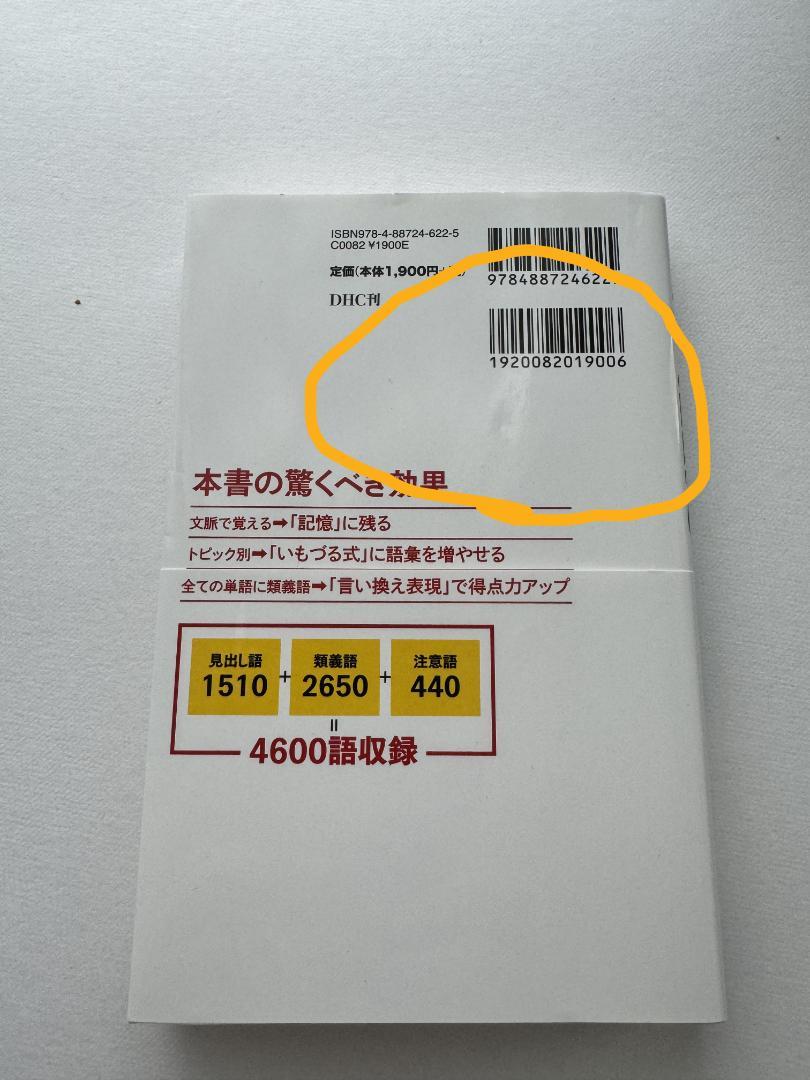 ISBN978-4-88724-622-5
C0082 ¥1900E
定価(本体1,900円
DHC刊
978488724622
1920082019006
本書の驚くべき効果
文脈で覚える➡「記憶」に残る
トピック別➡「いもづる式」に語彙を増やせる
全ての単語に類義語➡「言い換え表現」で得点力アップ
見出し語 類義語 注意語
1510 + 2650 + 440
=
4600語収録